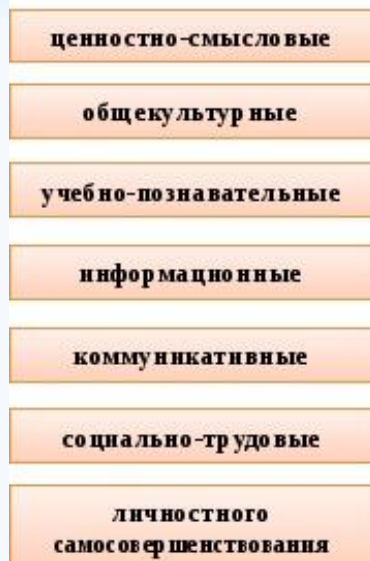 ценностно-смысловые
общекультурные
учебно-познавательные
информационные
коммуникативные
социально-трудовые
личностного
самосовершенствования